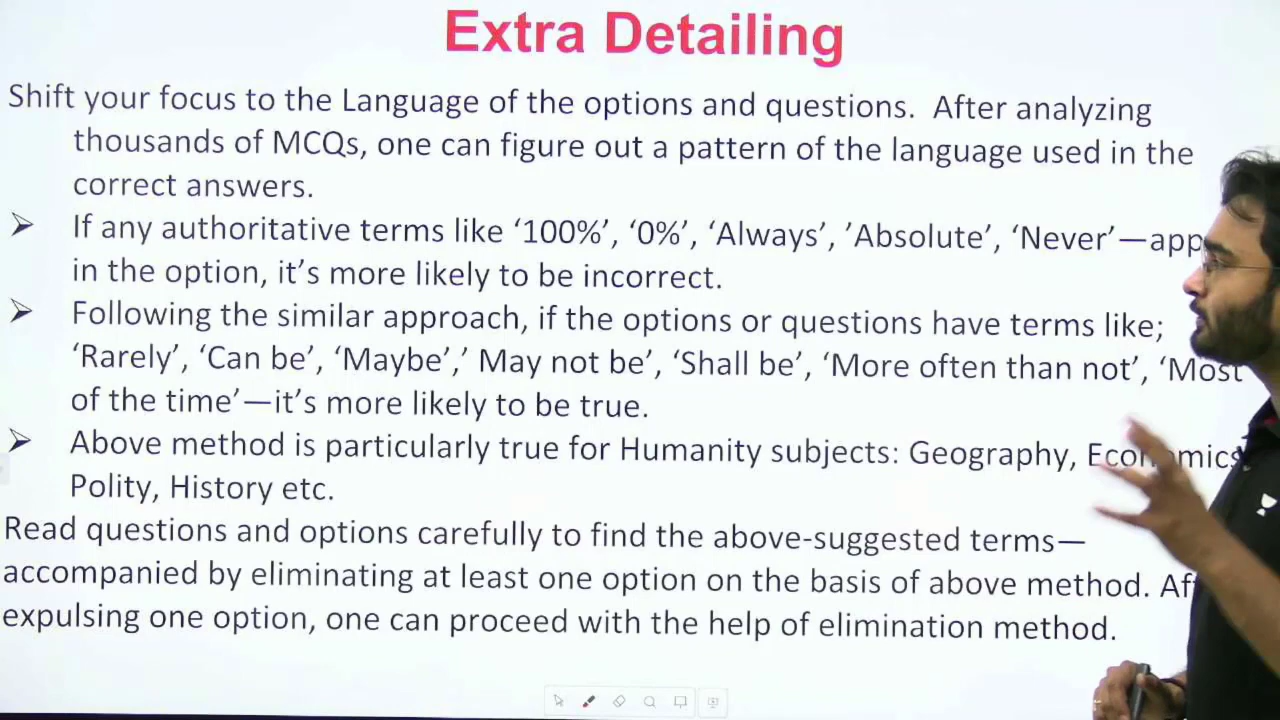 Extra Detailing
Shift your focus to the Language of the options and questions. After analyzing
thousands of MCQs, one can figure out a pattern of the language used in the
correct answers.
➢ If any authoritative terms like ‘100%’, ‘0%’, ‘Always’, ’Absolute’, ‘Never’—
in the option, it’s more likely to be incorrect.
➢ Following the similar approach, if the options or questions have terms like;
‘Rarely’, ‘Can be’, ‘Maybe’,’ May not be’, ‘Shall be’, ‘More often than not’, ‘Most
of the time’—it’s more likely to be true.
➢ Above method is particularly true for Humanity subjects: Geography, Economics
Polity, History etc.
Read questions and options carefully to find the above-suggested terms—
accompanied by eliminating at least one option on the basis of above method.
expulsing one option, one can proceed with the help of elimination method.